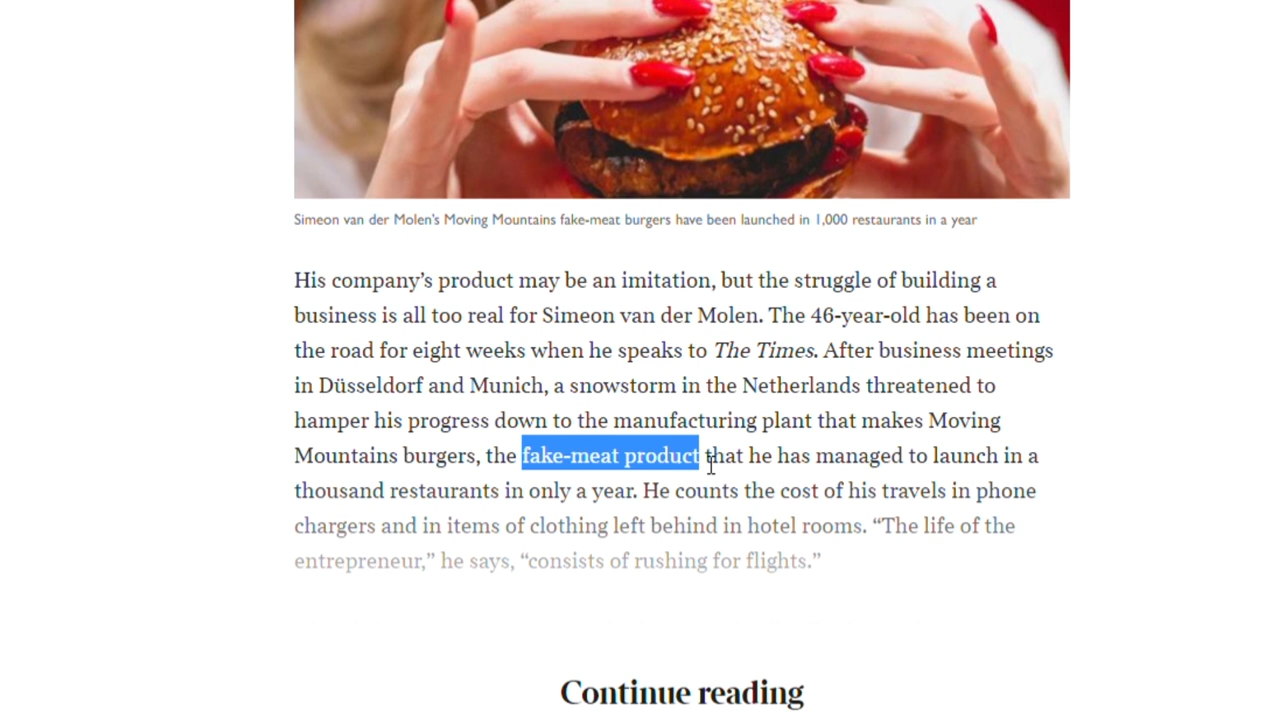 Simeon van der Molen’s Moving Mountains fake-meat burgers have been launched in 1,000 restaurants in a year
His company’s product may be an imitation, but the struggle of building a
business is all too real for Simeon van der Molen. The 46-year-old has been on
the road for eight weeks when he speaks to The Times. After business meetings
in Düsseldorf and Munich, a snowstorm in the Netherlands threatened to
hamper his progress down to the manufacturing plant that makes Moving
Mountains burgers, the fake-meat product that he has managed to launch in a
thousand restaurants in only a year. He counts the cost of his travels in phone
chargers and in items of clothing left behind in hotel rooms. “The life of the
entrepreneur,” he says, “consists of rushing for flights.”
Continue reading